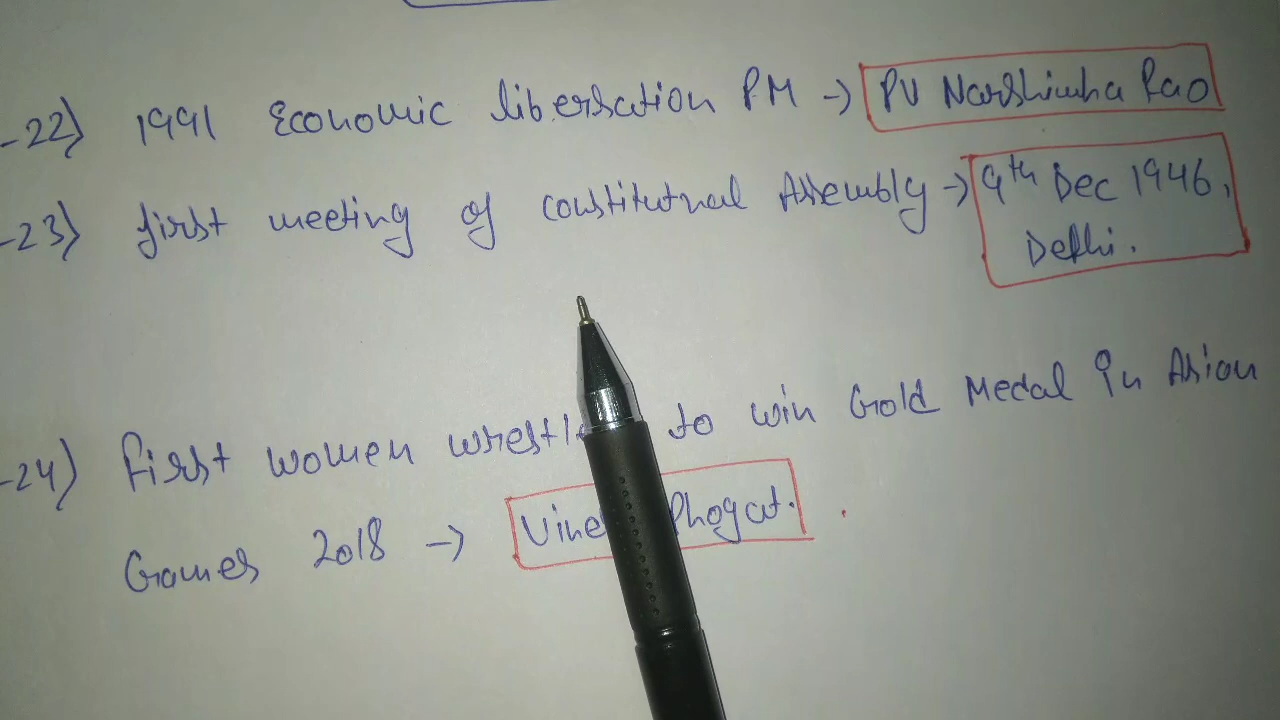 -22) 1991 Economic libersation PM → PV Narshimha Rao
-23) first meeting of constitutnal Assembly → 9th Dec 1946,
Delhi.
-24) First women to win Gold Medal in Asian
Games 2018 → Phogat.